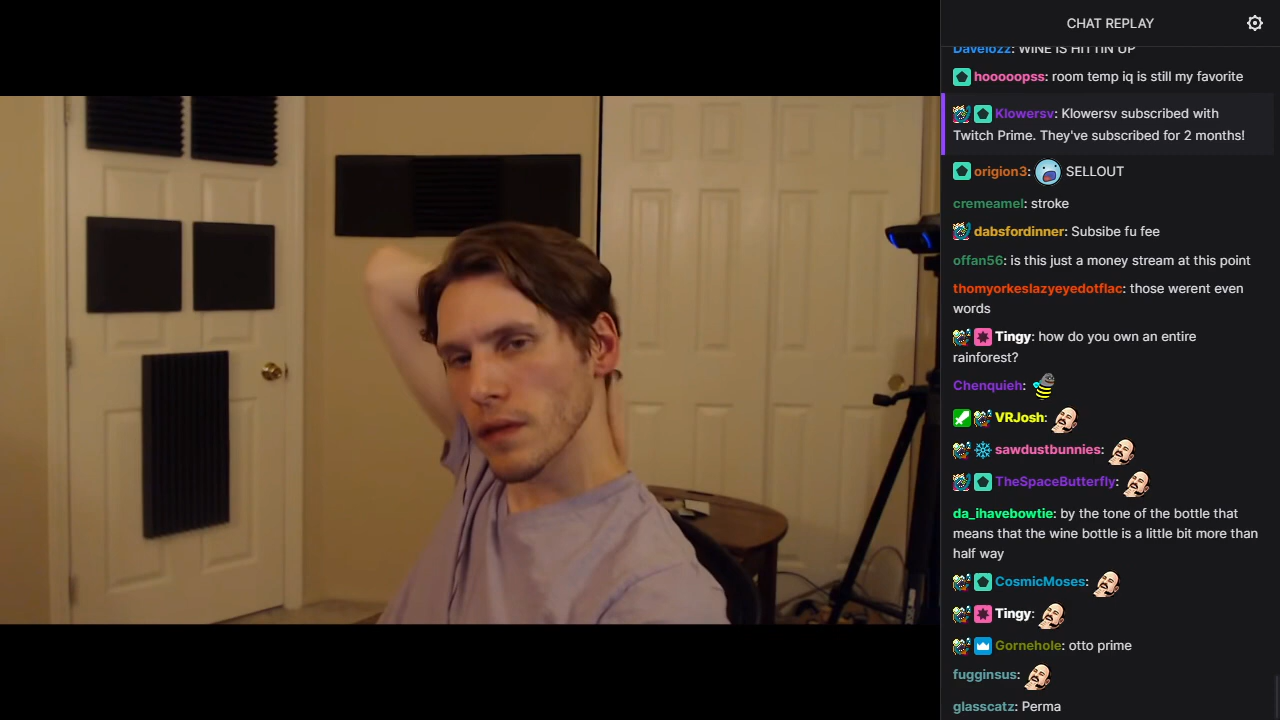 CHAT REPLAY
Davelozz: WINE IS HITTIN UP
hooooopss: room temp iq is still my favorite
Klowersv: Klowersv subscribed with
Twitch Prime. They've subscribed for 2 months!
origion3: SELLOUT
cremeamel: stroke
dabsfordinner: Subsibe fu fee
offan56: is this just a money stream at this point
thomyorkeslazyeyedotflac: those werent even
words
Tingy: how do you own an entire
rainforest?
Chenquieh:
VRJosh:
sawdustbunnies:
TheSpaceButterfly:
da_ihavebowtie: by the tone of the bottle that
means that the wine bottle is a little bit more than
half way
CosmicMoses:
Tingy:
Gornehole: otto prime
fugginsus:
glasscatz: Perma